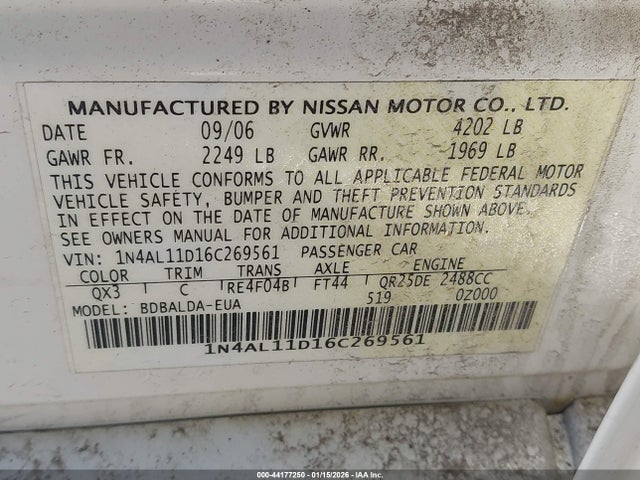 MANUFACTURED BY NISSAN MOTOR CO., LTD.
DATE 09/06 GVWR 4202 LB
GAWR FR. 2249 LB GAWR RR. 1969 LB
THIS VEHICLE CONFORMS TO ALL APPLICABLE FEDERAL MOTOR
VEHICLE SAFETY, BUMPER AND THEFT PREVENTION STANDARDS
IN EFFECT ON THE DATE OF MANUFACTURE SHOWN ABOVE.
SEE OWNERS MANUAL FOR ADDITIONAL INFORMATION.
VIN: 1N4AL11D16C269561 PASSENGER CAR
COLOR TRIM TRANS AXLE ENGINE
QX3 C RE4F04B FT44 QR25DE 2488CC
MODEL: BDBALDA-EUA 519 0Z000
1N4AL11D16C269561
000-44177250 - 01/15/2026 - IAAI, Inc.